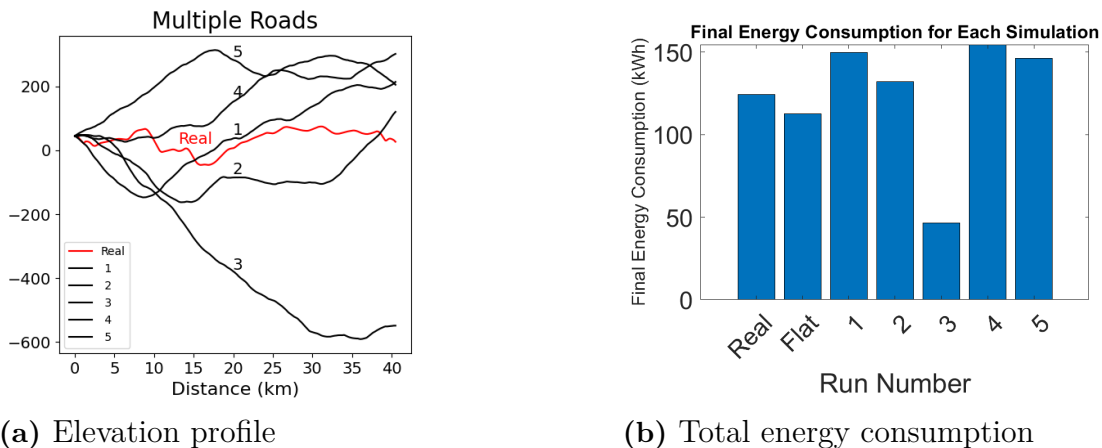 Multiple Roads
200
0
−200
−400
−600
5
4
1
Real
2
3
Real
1
2
3
4
5
0 5 10 15 20 25 30 35 40
Distance (km)
(a) Elevation profile
Final Energy Consumption for Each Simulation
Final Energy Consumption (kWh)
150
100
50
0
Real Flat 1 2 3 4 5
Run Number
(b) Total energy consumption